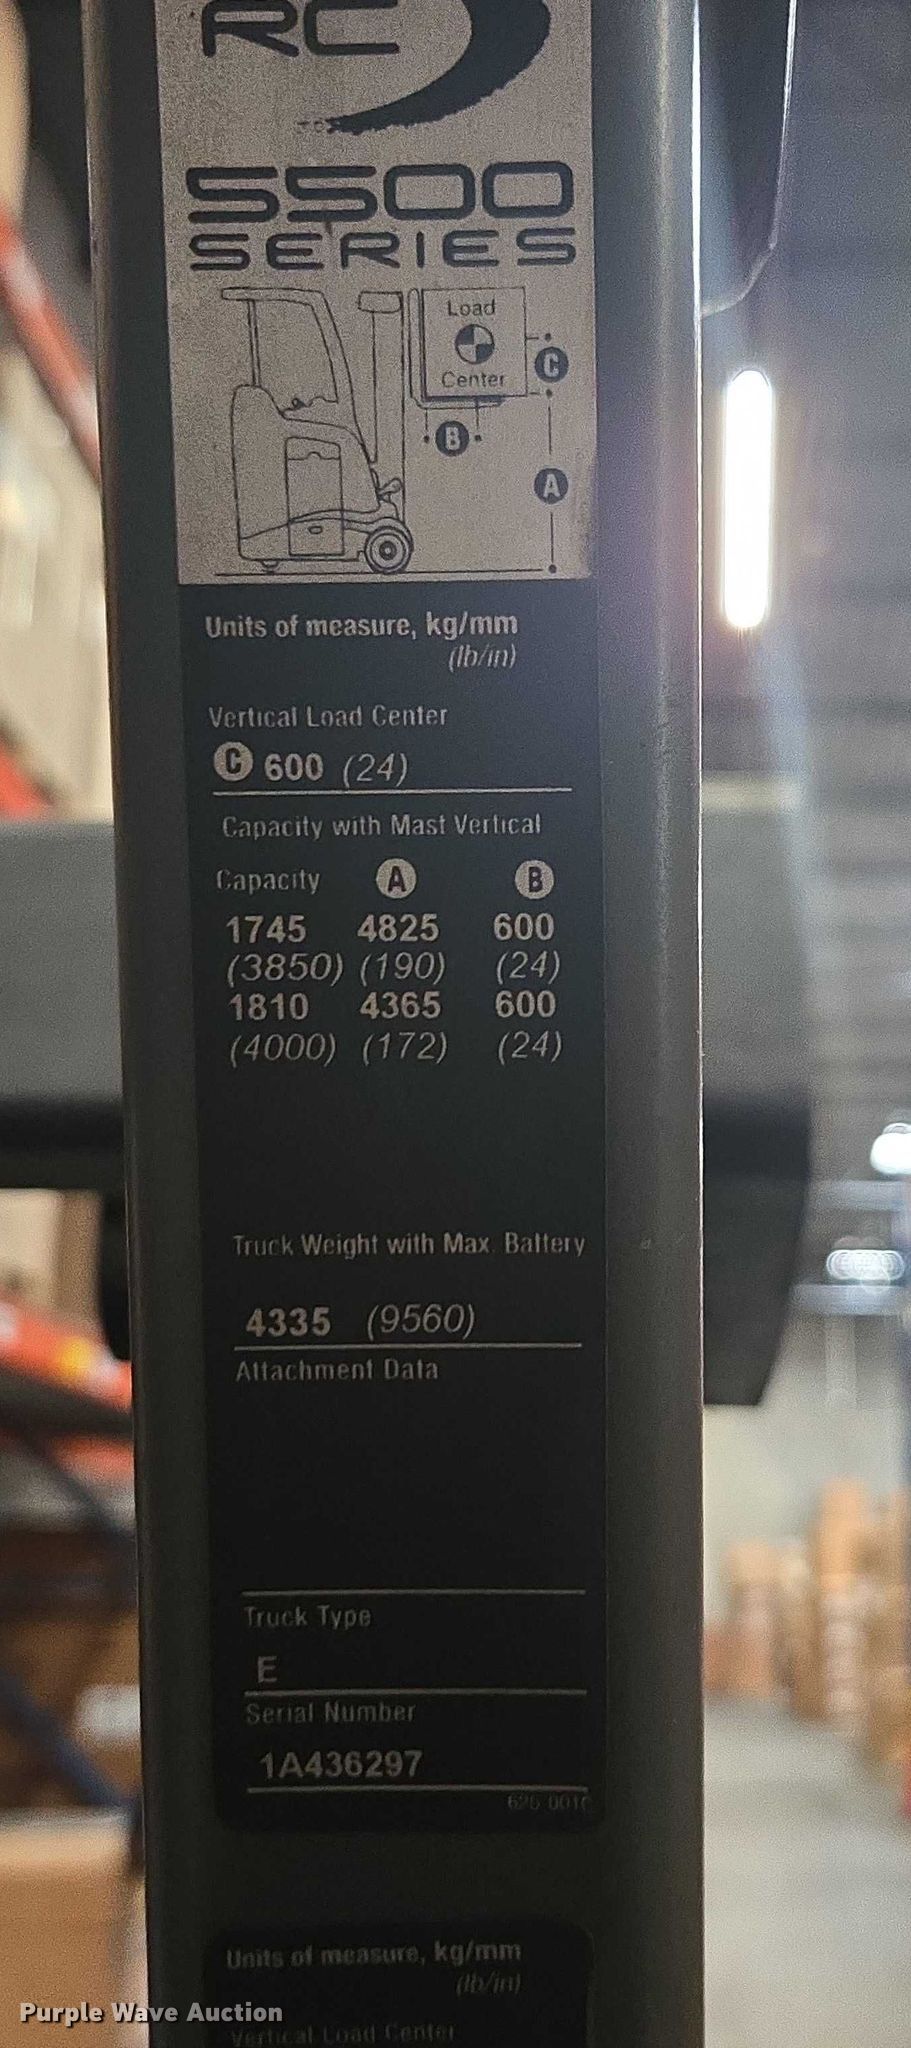 RC
5500
SERIES
Load
Center
C
B
A
Units of measure, kg/mm
(lb/in)
Vertical Load Center
C 600 (24)
Capacity with Mast Vertical
Capacity A B
1745 4825 600
(3850) (190) (24)
1810 4365 600
(4000) (172) (24)
Truck Weight with Max. Battery
4335 (9560)
Attachment Data
Truck Type
E
Serial Number
1A436297
Units of measure, kg/mm
(lb/in)
Purple Wave Auction
Vertical Load Center